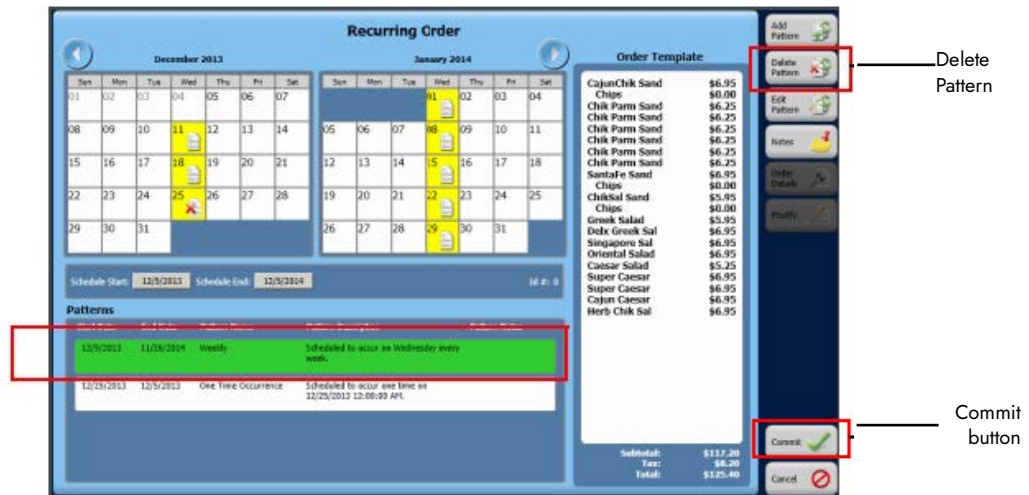 Recurring Order
December 2013
January 2014
Sun Mon Tue Wed Thu Fri Sat
01 02 03 04 05 06 07
08 09 10 11 12 13 14
15 16 17 18 19 20 21
22 23 24 25 26 27 28
29 30 31
Sun Mon Tue Wed Thu Fri Sat
01 02 03 04
05 06 07 08 09 10 11
12 13 14 15 16 17 18
19 20 21 22 23 24 25
26 27 28 29 30 31
Schedule Start: 12/5/2013 Schedule End: 12/5/2014 Id #: 0
Patterns
Start Date End Date Pattern Name Pattern Description Pattern Notes
12/5/2013 11/26/2014 Weekly Scheduled to occur on Wednesday every
week.
12/25/2013 12/5/2013 One Time Occurrence Scheduled to occur one time on
12/25/2013 12:00:00 AM.
Order Template
CajunChik Sand $6.95
Chips $0.00
Chik Parm Sand $6.25
Chik Parm Sand $6.25
Chik Parm Sand $6.25
Chik Parm Sand $6.25
Chik Parm Sand $6.25
Chik Parm Sand $6.25
SantaFe Sand $6.95
Chips $0.00
ChikSal Sand $5.95
Chips $0.00
Greek Salad $5.95
Delx Greek Sal $6.95
Singapore Sal $6.95
Oriental Salad $6.95
Caesar Salad $5.25
Super Caesar $6.95
Super Caesar $6.95
Cajun Caesar $6.95
Herb Chik Sal $6.95
Subtotal: $117.20
Tax: $8.20
Total: $125.40
Add
Pattern
Delete
Pattern
Edit
Pattern
Notes
Order
Details
Modify
Commit
Cancel
Delete
Pattern
Commit
button